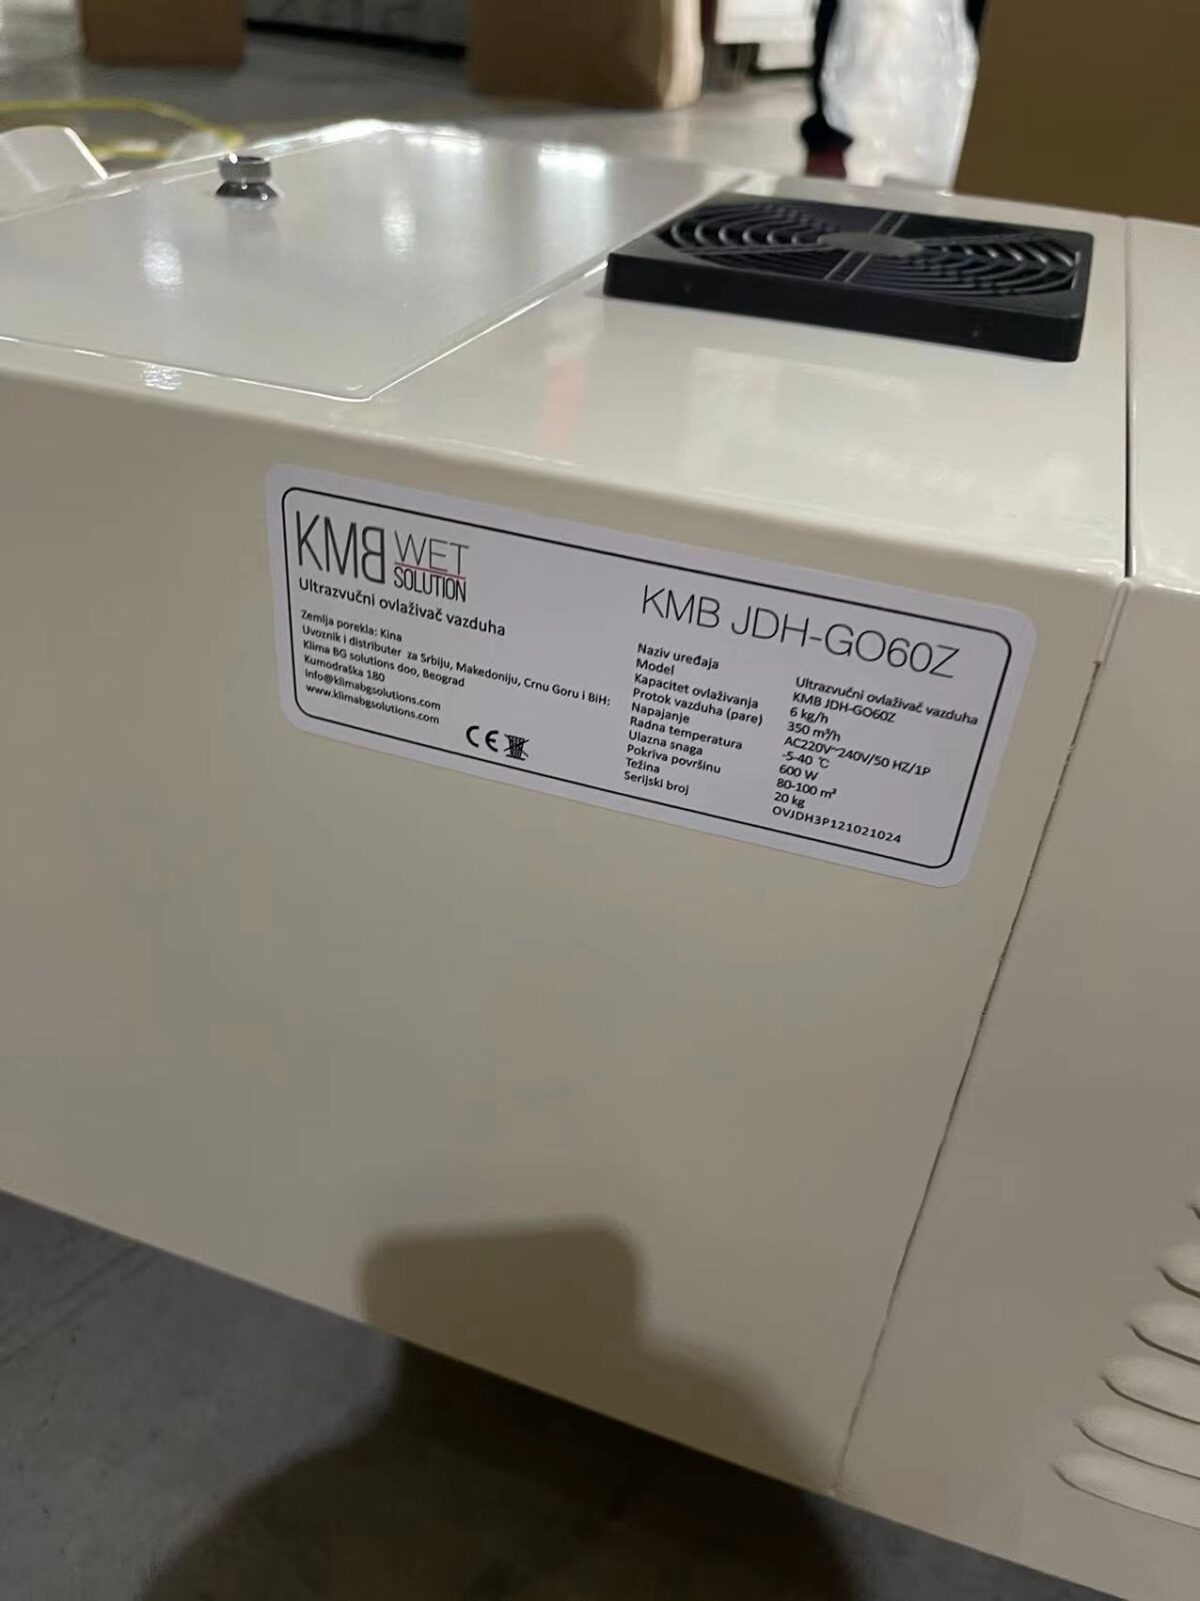 KMB WET
SOLUTION
Ultrazvučni ovlaživač vazduha
Zemlja porekla: Kina
Uvoznik i distributer za Srbiju, Makedoniju, Crnu Goru i BiH:
Klima BG solutions doo, Beograd
Kumodraška 180
info@klimabgsolutions.com
www.klimabgsolutions.com
CE
KMB JDH-GO60Z
Naziv uređaja Ultrazvučni ovlaživač vazduha
Model KMB JDH-GO60Z
Kapacitet ovlaživanja 6 kg/h
Protok vazduha (pare) 350 m³/h
Napajanje AC220V~240V/50 HZ/1P
Radna temperatura -5-40 ℃
Ulazna snaga 600 W
Pokriva površinu 80-100 m²
Težina 20 kg
Serijski broj OVJDH3P121021024